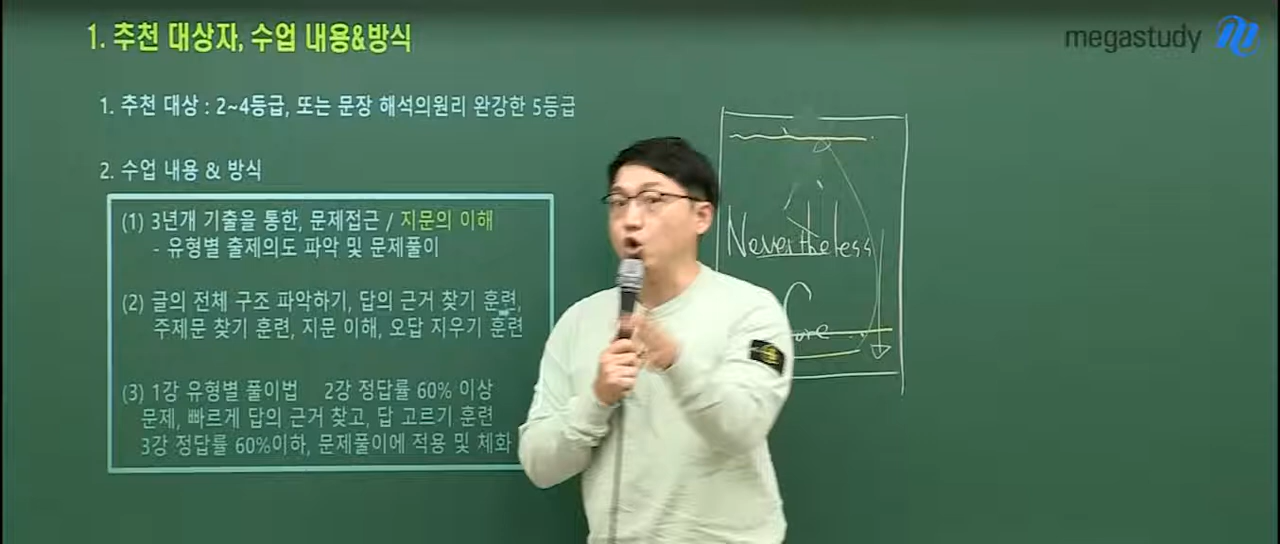 1. 추천 대상자, 수업 내용&방식
megastudy
1. 추천 대상 : 2~4등급, 또는 문장 해석의원리 완강한 5등급
2. 수업 내용 & 방식
(1) 3년개 기출을 통한, 문제접근 / 지문의 이해
- 유형별 출제의도 파악 및 문제풀이
(2) 글의 전체 구조 파악하기, 답의 근거 찾기 훈련,
주제문 찾기 훈련, 지문 이해, 오답 지우기 훈련
(3) 1강 유형별 풀이법 2강 정답률 60% 이상
문제, 빠르게 답의 근거 찾고, 답 고르기 훈련
3강 정답률 60%이하, 문제풀이에 적용 및 체화
Nevertheless